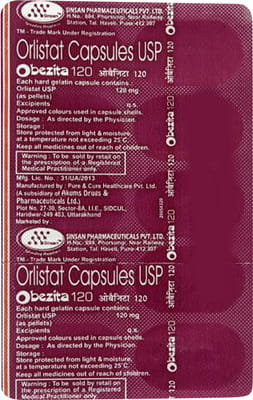 SINSAN PHARMACEUTICALS PVT. LTD.
H.No.: 694, Phursungi, Near Railway
Station, Tal. Haveli, Pune-412 307
TM - Trade Mark Under Registration
Orlistat Capsules USP
Obezita 120 ओबेनिटा 120
Each hard gelatin capsule contains :
Orlistat USP 120 mg
(as pellets)
Excipients q.s.
Approved colours used in capsule shells.
Dosage : As directed by the Physician.
Storage :
Store protected from light & moisture,
at a temperature not exceeding 25°C
Keep all medicines out of reach of children.
Warning : To be sold by retail on
the prescription of a Registered
Medical Practitioner only.
Mfg. Lic. No. : 31/UA/2013
Manufactured by : Pure & Cure Healthcare Pvt. Ltd.
(A subsidiary of Akums Drugs &
Pharmaceuticals Ltd.)
Plot No. 27-30, Sector-8A, I.I.E., SIDCUL,
Haridwar-249 403, Uttarakhand
Marketed by :
SINSAN PHARMACEUTICALS PVT. LTD.
H.No.: 694, Phursungi, Near Railway
Station, Tal. Haveli, Pune-412 307
TM - Trade Mark Under Registration
Orlistat Capsules USP
Obezita 120 ओबेनिटा 120
Each hard gelatin capsule contains :
Orlistat USP 120 mg
(as pellets)
Excipients q.s.
Approved colours used in capsule shells.
Dosage : As directed by the Physician.
Storage :
Store protected from light & moisture,
at a temperature not exceeding 25°C
Keep all medicines out of reach of children.
Warning : To be sold by retail on
the prescription of a Registered
Medical Practitioner only.